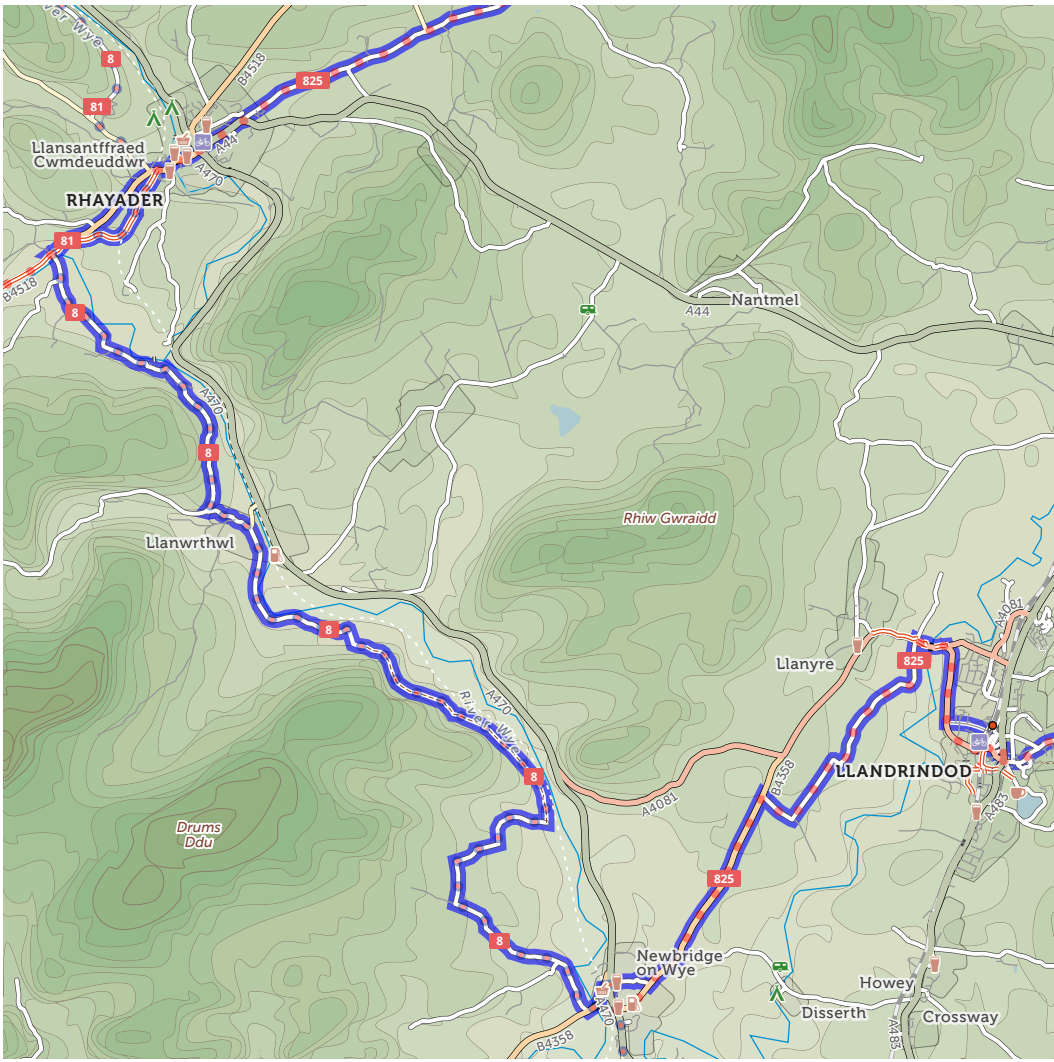 ver Wye
8
B4518
825
81
A44
Llansantffraed
Cwmdeuddwr
A470
RHAYADER
81
B4518
8
Nantmel
A44
A470
8
Rhiw Gwraidd
Llanwrthwl
A4081
8
Llanyre
825
River Wye
A470
8
B4358
LLANDRINDOD
A4081
A483
Drums
Ddu
825
8
Newbridge
on Wye
Howey
A470
Disserth
Crossway
B4358
A483